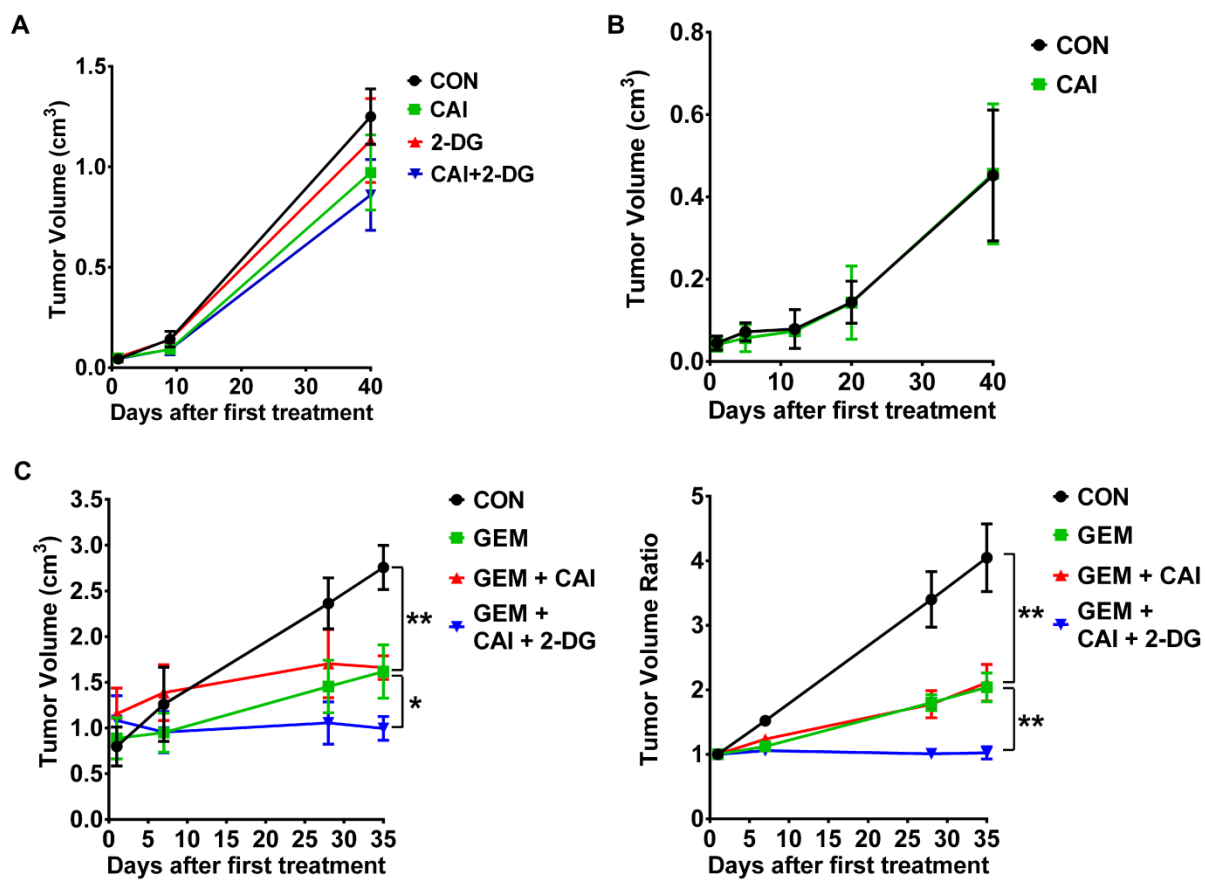 A
Tumor Volume (cm³)
1.5
1.0
0.5
0.0
0 10 20 30 40
Days after first treatment
CON
CAI
2-DG
CAI+2-DG
B
Tumor Volume (cm³)
0.8
0.6
0.4
0.2
0.0
0 10 20 30 40
Days after first treatment
CON
CAI
C
Tumor Volume (cm³)
3.5
3.0
2.5
2.0
1.5
1.0
0.5
0.0
0 5 10 15 20 25 30 35
Days after first treatment
CON
GEM
GEM + CAI
GEM +
CAI + 2-DG
**
*
Tumor Volume Ratio
5
4
3
2
1
0
0 5 10 15 20 25 30 35
Days after first treatment
CON
GEM
GEM + CAI
GEM +
CAI + 2-DG
**
**